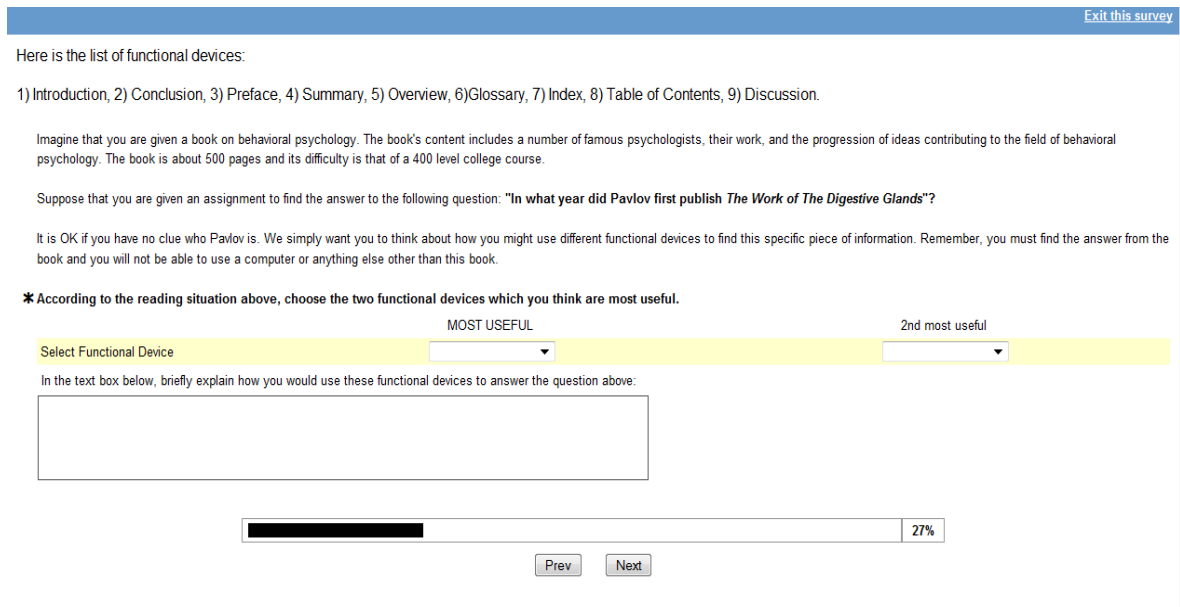 Exit this survey
Here is the list of functional devices:
1) Introduction, 2) Conclusion, 3) Preface, 4) Summary, 5) Overview, 6)Glossary, 7) Index, 8) Table of Contents, 9) Discussion.
Imagine that you are given a book on behavioral psychology. The book's content includes a number of famous psychologists, their work, and the progression of ideas contributing to the field of behavioral
psychology. The book is about 500 pages and its difficulty is that of a 400 level college course.
Suppose that you are given an assignment to find the answer to the following question: "In what year did Pavlov first publish The Work of The Digestive Glands"?
It is OK if you have no clue who Pavlov is. We simply want you to think about how you might use different functional devices to find this specific piece of information. Remember, you must find the answer from the
book and you will not be able to use a computer or anything else other than this book.
* According to the reading situation above, choose the two functional devices which you think are most useful.
MOST USEFUL 2nd most useful
Select Functional Device
In the text box below, briefly explain how you would use these functional devices to answer the question above:
27%
Prev Next